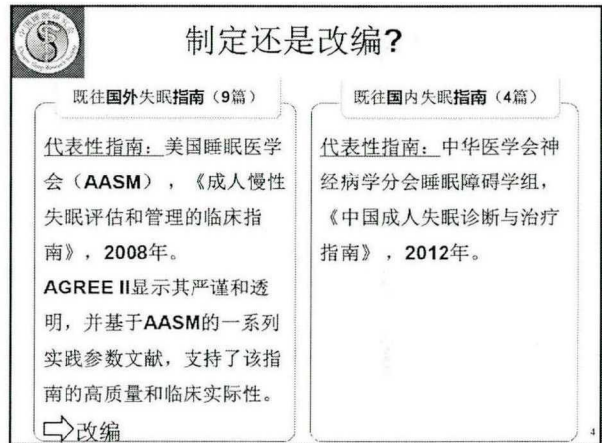 制定还是改编?
既往国外失眠指南（9篇）
代表性指南：美国睡眠医学
会（AASM），《成人慢性
失眠评估和管理的临床指
南》，2008年。
AGREE II显示其严谨和透
明，并基于AASM的一系列
实践参数文献，支持了该指
南的高质量和临床实际性。
改编
既往国内失眠指南（4篇）
代表性指南：中华医学会神
经病学分会睡眠障碍学组，
《中国成人失眠诊断与治疗
指南》，2012年。
4